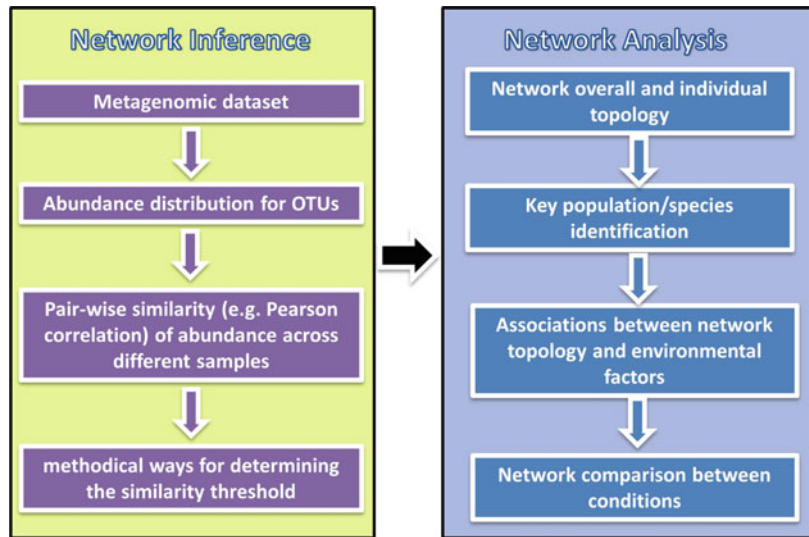 Network Inference
Metagenomic dataset
Abundance distribution for OTUs
Pair-wise similarity (e.g. Pearson
correlation) of abundance across
different samples
methodical ways for determining
the similarity threshold
Network Analysis
Network overall and individual
topology
Key population/species
identification
Associations between network
topology and environmental
factors
Network comparison between
conditions